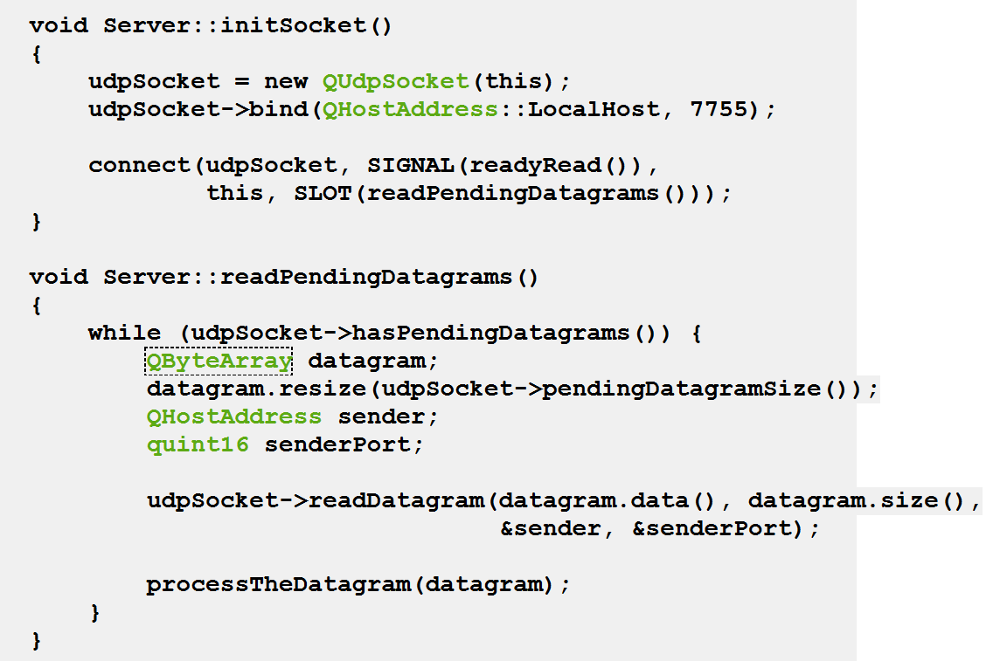 void Server::initSocket()
{
    udpSocket = new QUdpSocket(this);
    udpSocket->bind(QHostAddress::LocalHost, 7755);

    connect(udpSocket, SIGNAL(readyRead()),
            this, SLOT(readPendingDatagrams()));
}

void Server::readPendingDatagrams()
{
    while (udpSocket->hasPendingDatagrams()) {
        QByteArray datagram;
        datagram.resize(udpSocket->pendingDatagramSize());
        QHostAddress sender;
        quint16 senderPort;

        udpSocket->readDatagram(datagram.data(), datagram.size(),
                                &sender, &senderPort);

        processTheDatagram(datagram);
    }
}